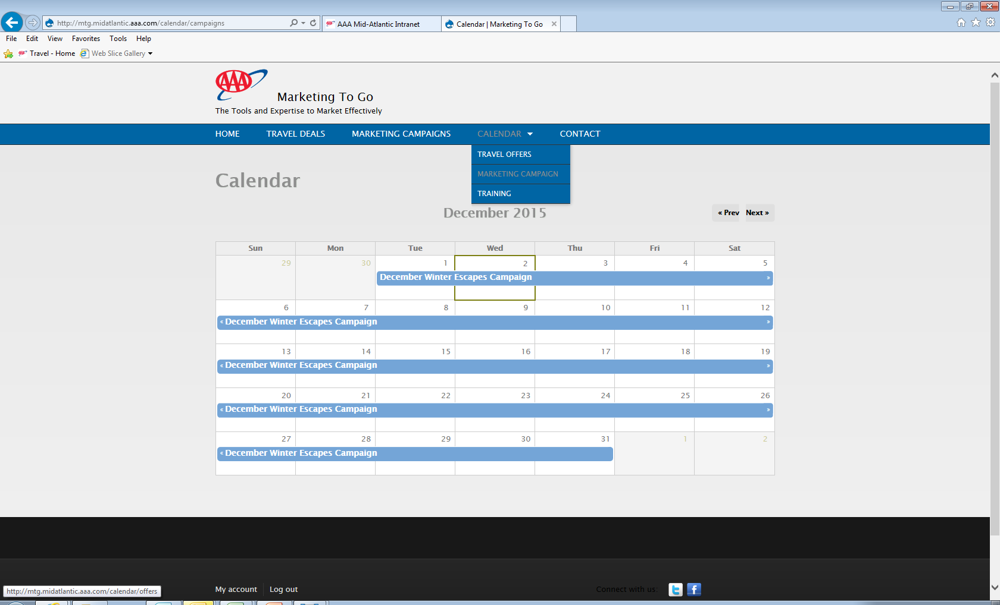 http://mtg.midatlantic.aaa.com/calendar/campaigns
AAA Mid-Atlantic Intranet
Calendar | Marketing To Go
File Edit View Favorites Tools Help
Travel - Home Web Slice Gallery
AAA
Marketing To Go
The Tools and Expertise to Market Effectively
HOME TRAVEL DEALS MARKETING CAMPAIGNS CALENDAR CONTACT
TRAVEL OFFERS
MARKETING CAMPAIGN
TRAINING
Calendar
December 2015
« Prev Next »
Sun Mon Tue Wed Thu Fri Sat
29 30 1 2 3 4 5
December Winter Escapes Campaign »
6 7 8 9 10 11 12
« December Winter Escapes Campaign »
13 14 15 16 17 18 19
« December Winter Escapes Campaign »
20 21 22 23 24 25 26
« December Winter Escapes Campaign »
27 28 29 30 31 1 2
« December Winter Escapes Campaign
My account Log out
Connect with us:
http://mtg.midatlantic.aaa.com/calendar/offers